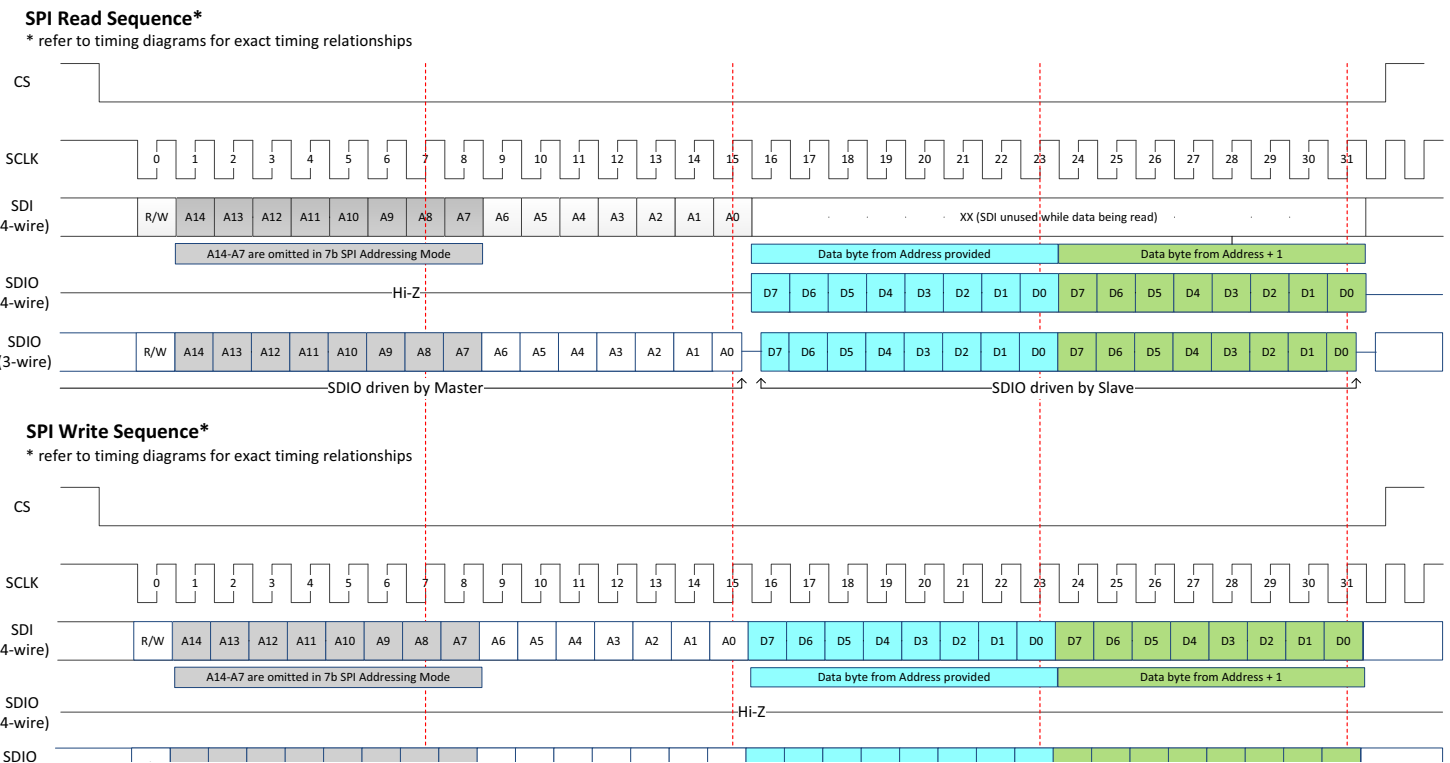 SPI Read Sequence*
* refer to timing diagrams for exact timing relationships
CS
SCLK
0 1 2 3 4 5 6 7 8 9 10 11 12 13 14 15 16 17 18 19 20 21 22 23 24 25 26 27 28 29 30 31
SDI
4-wire)
R/W A14 A13 A12 A11 A10 A9 A8 A7 A6 A5 A4 A3 A2 A1 A0 XX (SDI unused while data being read)
A14-A7 are omitted in 7b SPI Addressing Mode Data byte from Address provided Data byte from Address + 1
SDIO
4-wire)
Hi-Z D7 D6 D5 D4 D3 D2 D1 D0 D7 D6 D5 D4 D3 D2 D1 D0
SDIO
(3-wire)
R/W A14 A13 A12 A11 A10 A9 A8 A7 A6 A5 A4 A3 A2 A1 A0 D7 D6 D5 D4 D3 D2 D1 D0 D7 D6 D5 D4 D3 D2 D1 D0
SDIO driven by Master SDIO driven by Slave
SPI Write Sequence*
* refer to timing diagrams for exact timing relationships
CS
SCLK
0 1 2 3 4 5 6 7 8 9 10 11 12 13 14 15 16 17 18 19 20 21 22 23 24 25 26 27 28 29 30 31
SDI
4-wire)
R/W A14 A13 A12 A11 A10 A9 A8 A7 A6 A5 A4 A3 A2 A1 A0 D7 D6 D5 D4 D3 D2 D1 D0 D7 D6 D5 D4 D3 D2 D1 D0
A14-A7 are omitted in 7b SPI Addressing Mode Data byte from Address provided Data byte from Address + 1
SDIO
4-wire)
Hi-Z
SDIO